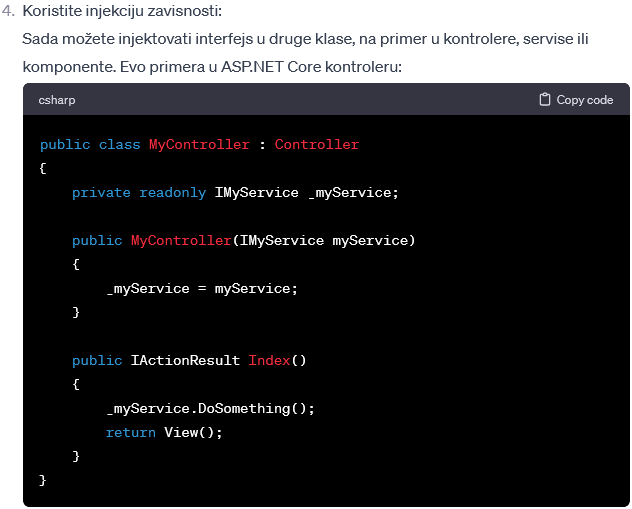 4. Koristite injekciju zavisnosti:
Sada možete injektovati interfejs u druge klase, na primer u kontrolere, servise ili
komponente. Evo primera u ASP.NET Core kontroleru:
csharp
Copy code
public class MyController : Controller
{
    private readonly IMyService _myService;
    public MyController(IMyService myService)
    {
        _myService = myService;
    }
    public IActionResult Index()
    {
        _myService.DoSomething();
        return View();
    }
}